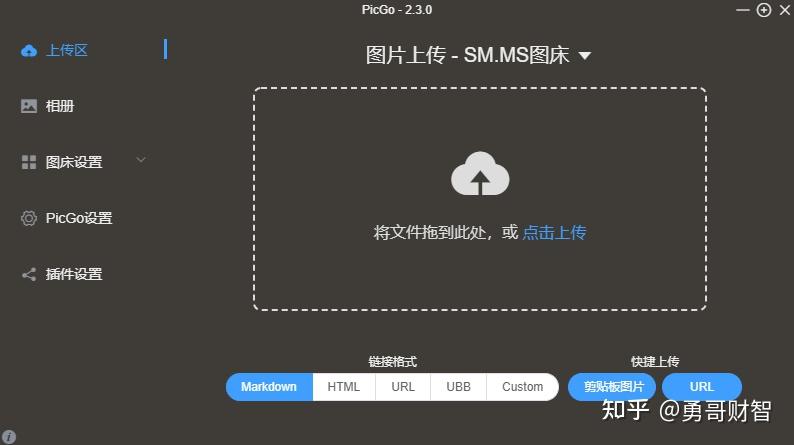 PicGo - 2.3.0
上传区
相册
图床设置
PicGo设置
插件设置
图片上传 - SM.MS图床
将文件拖到此处，或 点击上传
链接格式
Markdown HTML URL UBB Custom
快捷上传
剪贴板图片 URL
知乎 @勇哥财智